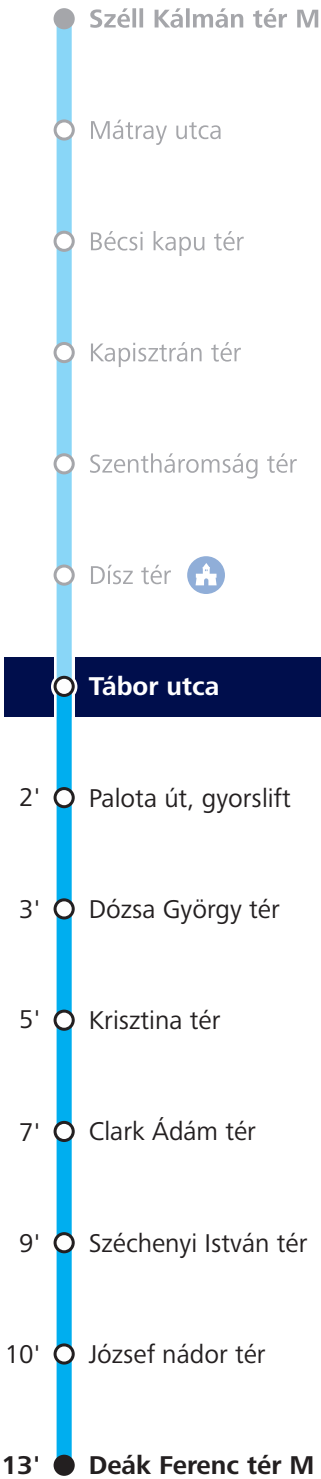 Széll Kálmán tér M
Mátray utca
Bécsi kapu tér
Kapisztrán tér
Szentháromság tér
Dísz tér
Tábor utca
2' Palota út, gyorslift
3' Dózsa György tér
5' Krisztina tér
7' Clark Ádám tér
9' Széchenyi István tér
10' József nádor tér
13' Deák Ferenc tér M